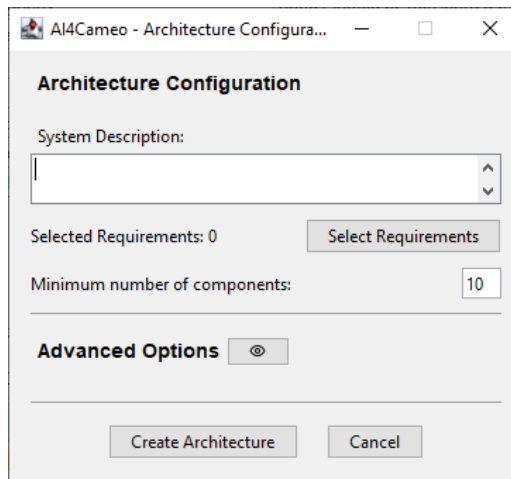 AI4Cameo - Architecture Configura...
Architecture Configuration
System Description:
Selected Requirements: 0
Select Requirements
Minimum number of components:
10
Advanced Options
Create Architecture
Cancel